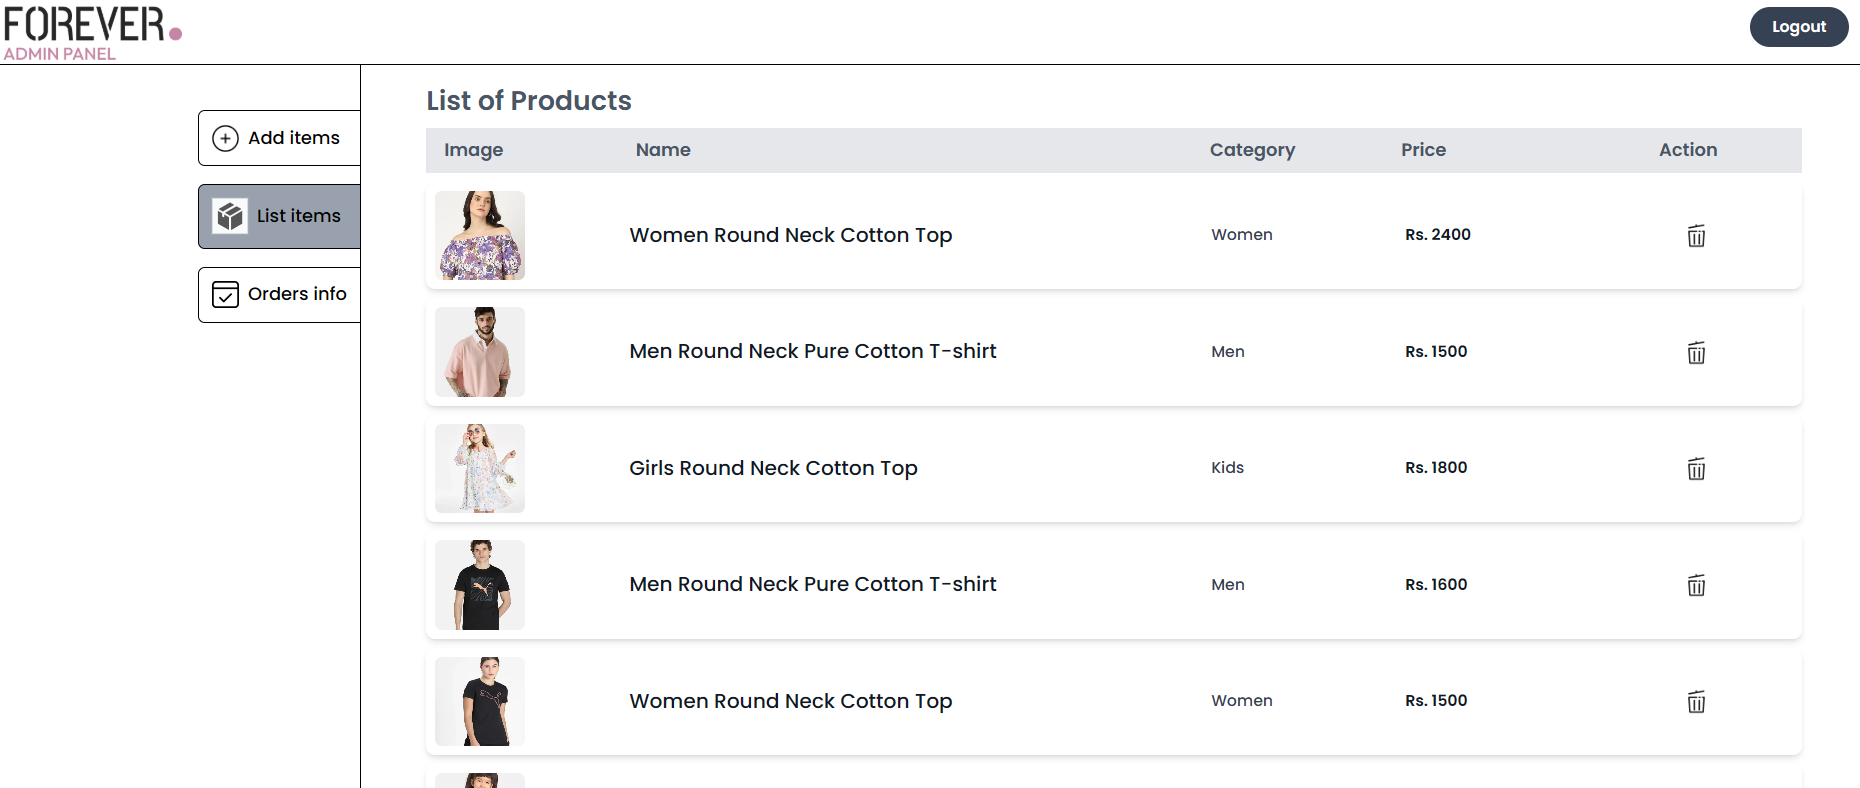 FOREVER.
ADMIN PANEL
Logout
Add items
List items
Orders info
List of Products
Image Name Category Price Action
Women Round Neck Cotton Top Women Rs. 2400
Men Round Neck Pure Cotton T-shirt Men Rs. 1500
Girls Round Neck Cotton Top Kids Rs. 1800
Men Round Neck Pure Cotton T-shirt Men Rs. 1600
Women Round Neck Cotton Top Women Rs. 1500